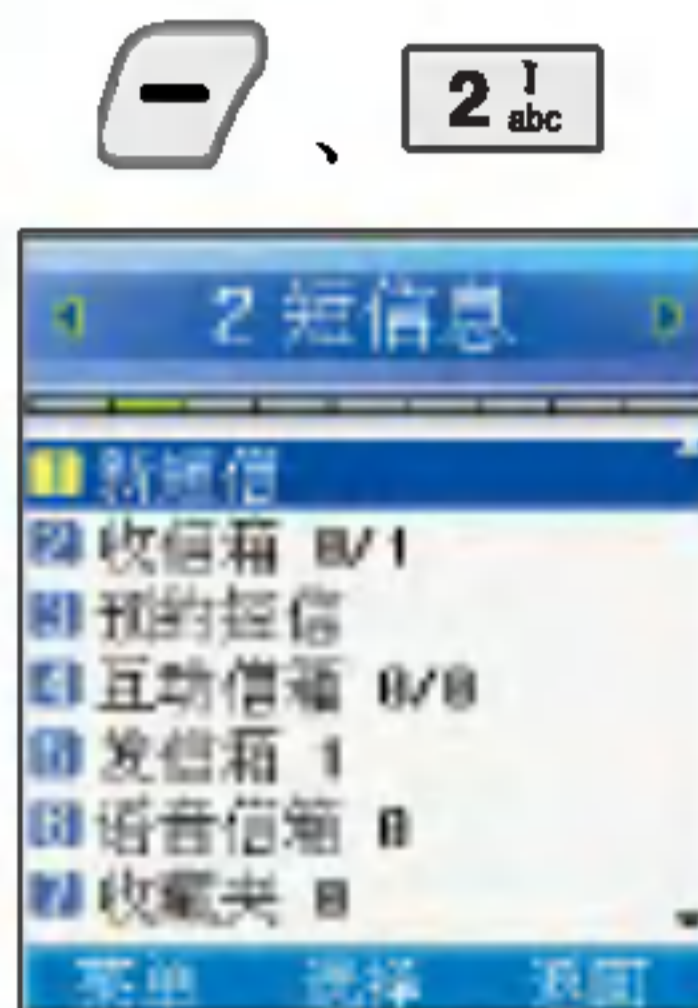 、 2 abc
2 短信息
1 新短信
2 收信箱 0/1
3 预约短信
4 互动信箱 0/0
5 发信箱 1
6 语音信箱 0
7 收藏夹 0
菜单 选择 返回